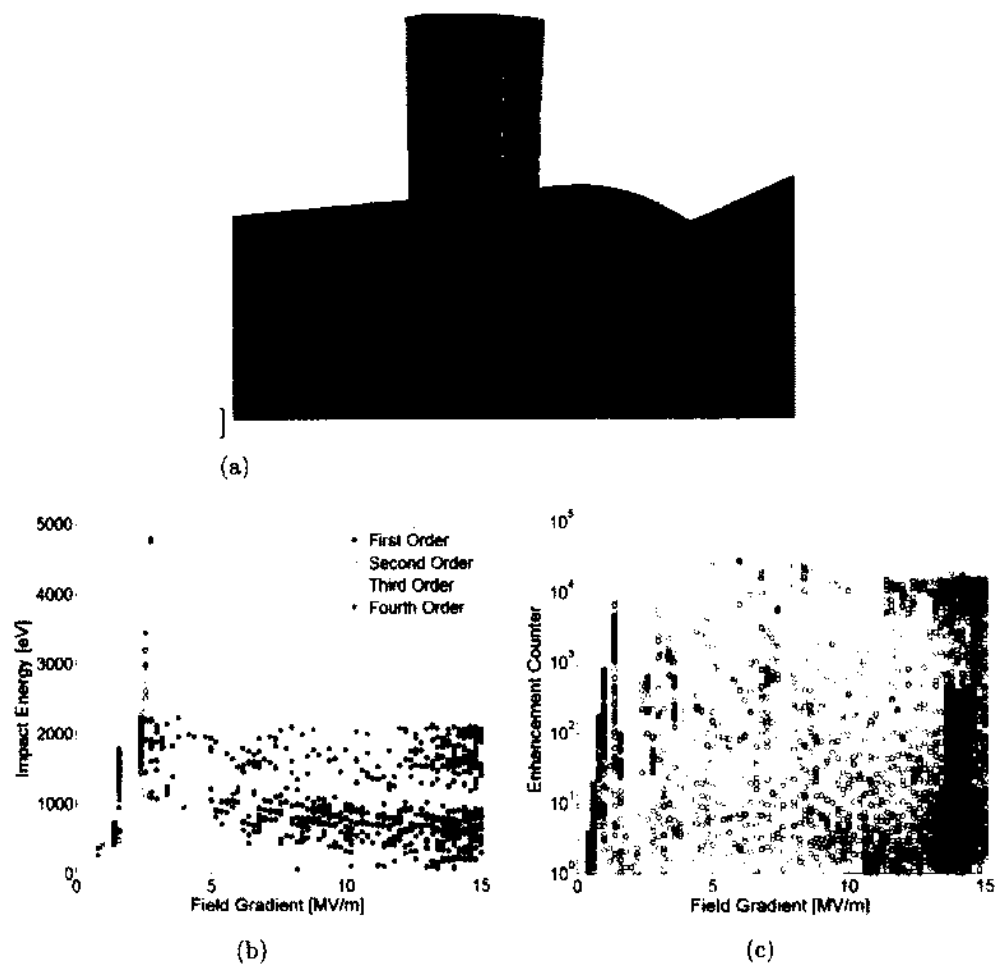 ]
(a)
5000
4000
3000
2000
1000
0
Impact Energy [eV]
First Order
Second Order
Third Order
Fourth Order
0 5 10 15
Field Gradient [MV/m]
(b)
10^5
10^4
10^3
10^2
10^1
10^0
Enhancement Counter
0 5 10 15
Field Gradient [MV/m]
(c)